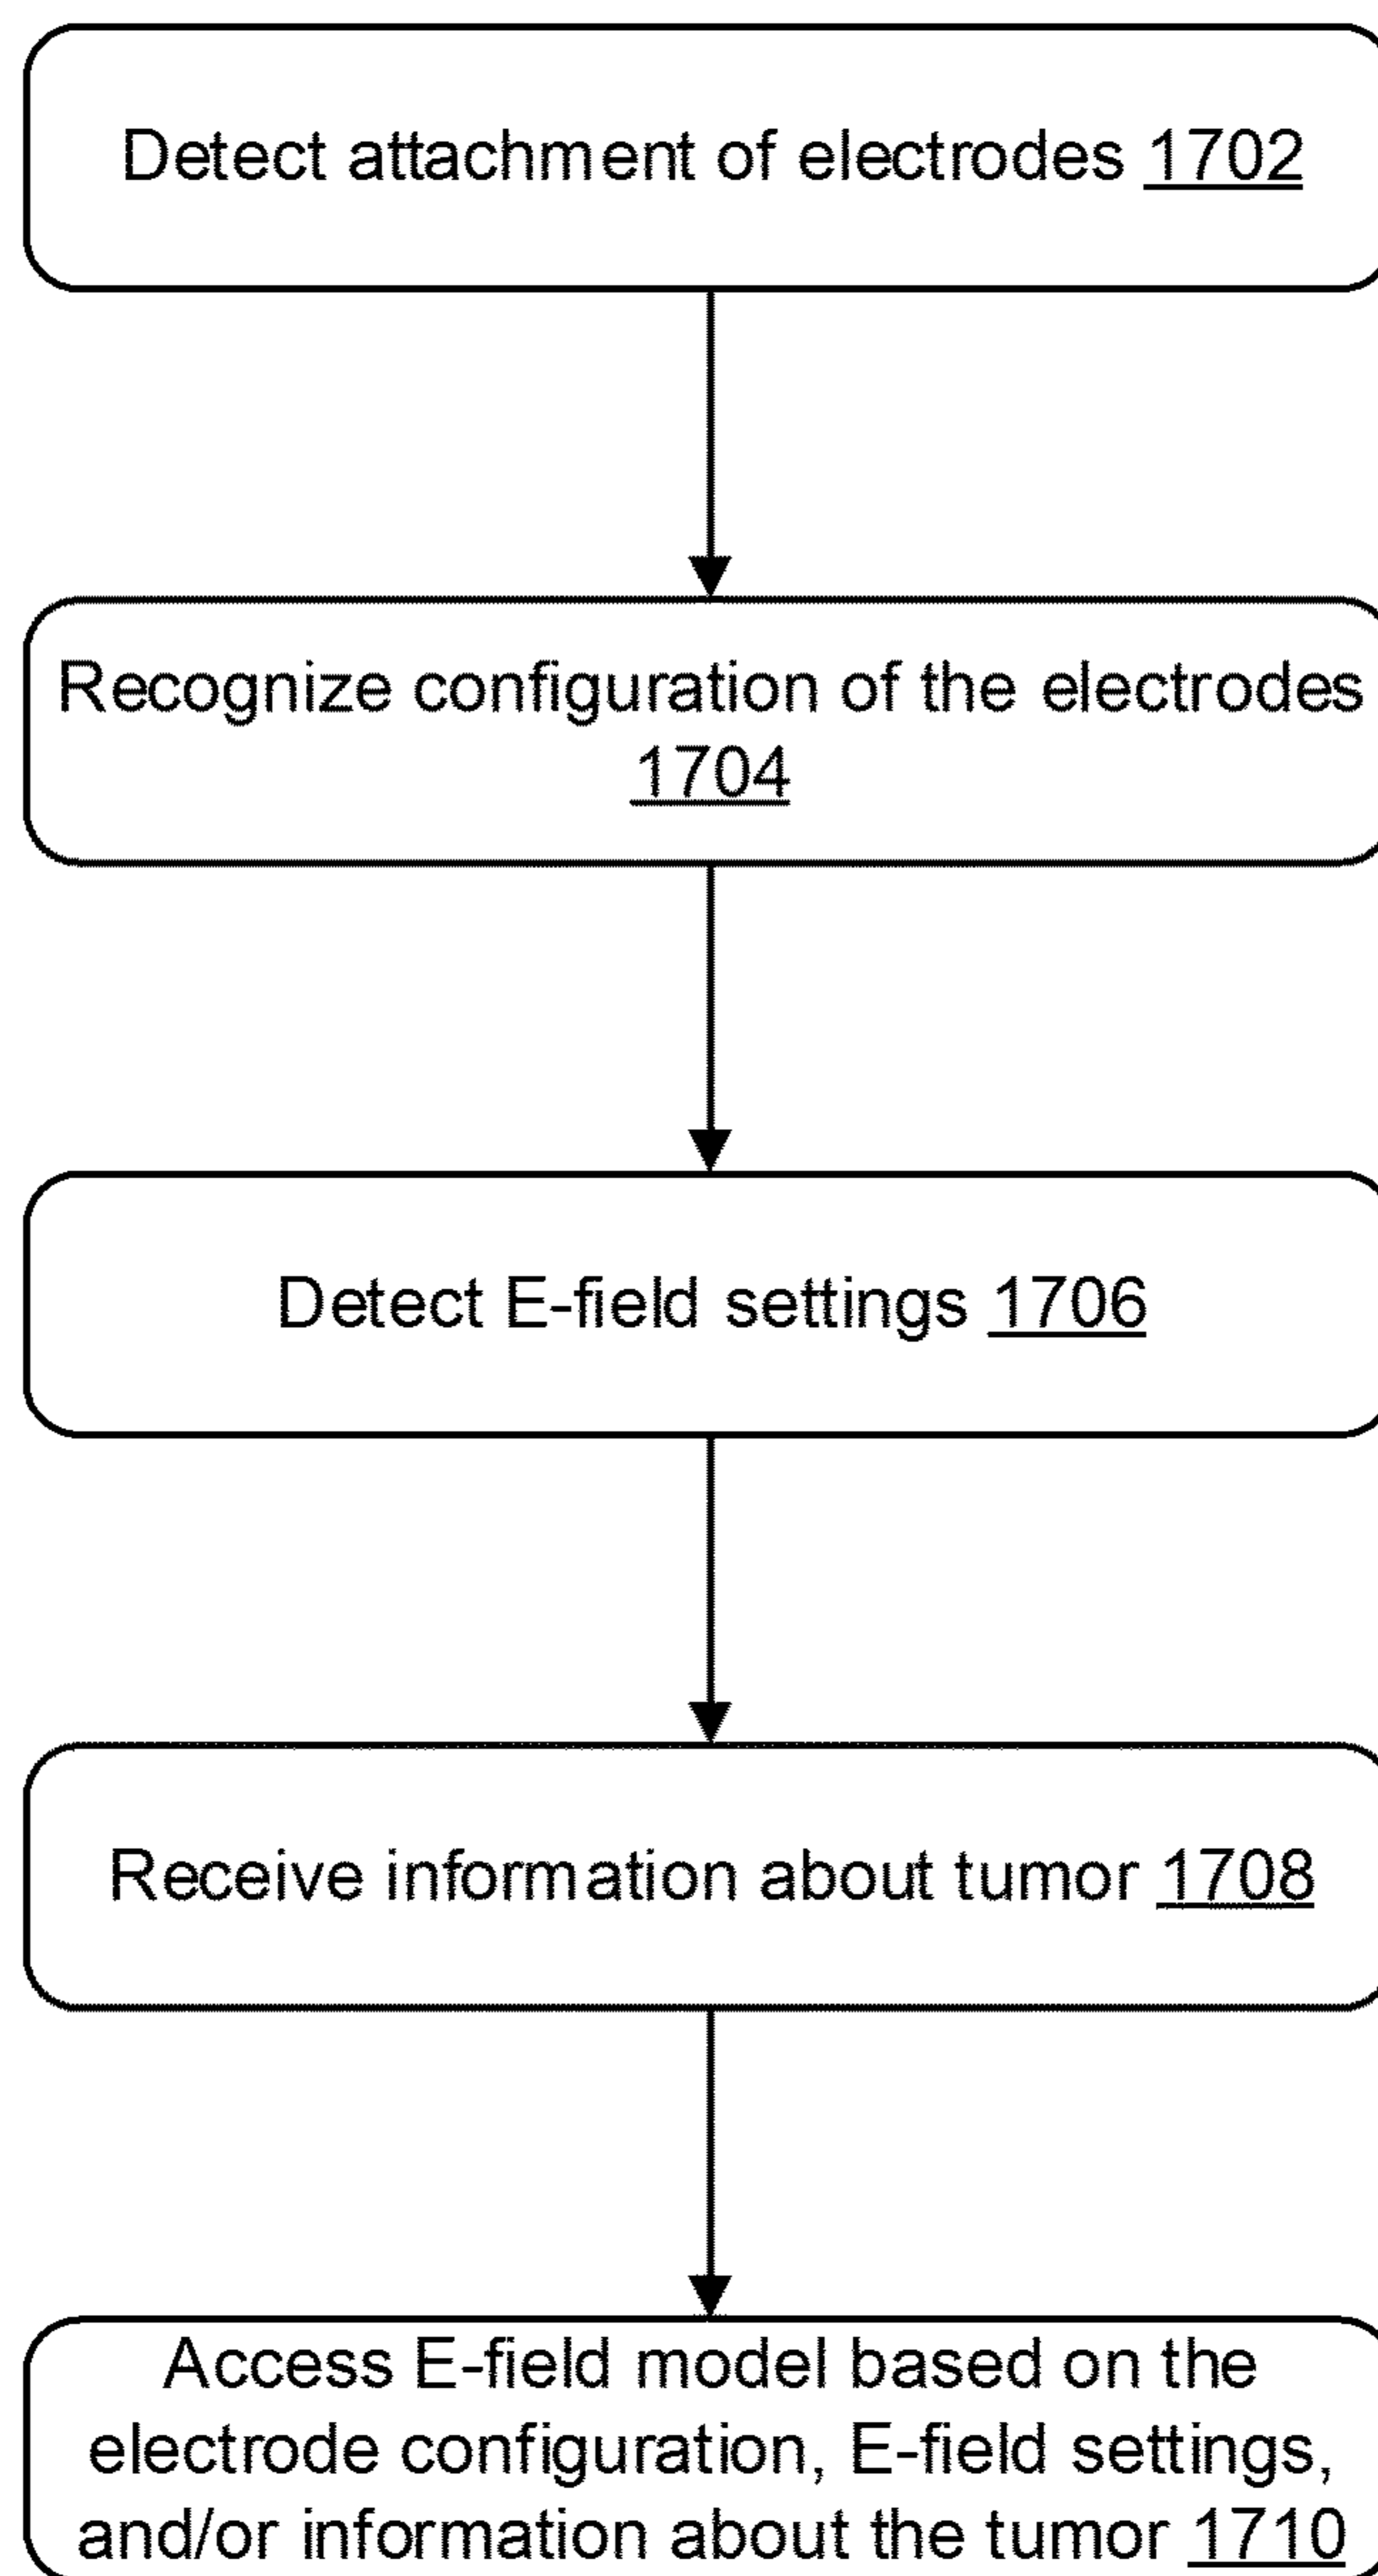 Detect attachment of electrodes 1702
Recognize configuration of the electrodes
1704
Detect E-field settings 1706
Receive information about tumor 1708
Access E-field model based on the
electrode configuration, E-field settings,
and/or information about the tumor 1710